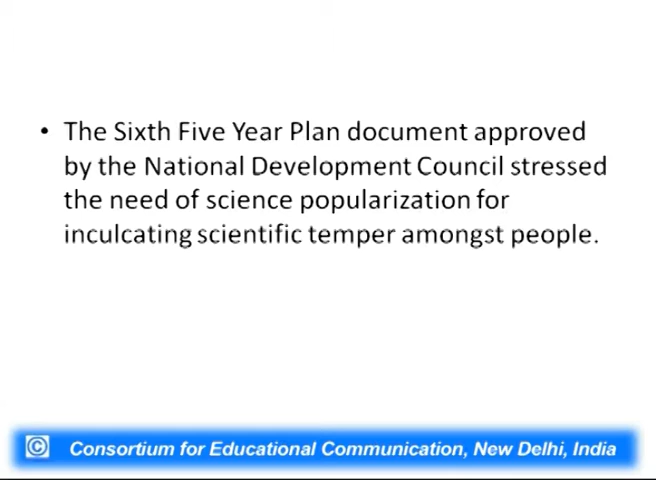 • The Sixth Five Year Plan document approved
by the National Development Council stressed
the need of science popularization for
inculcating scientific temper amongst people.
© Consortium for Educational Communication, New Delhi, India